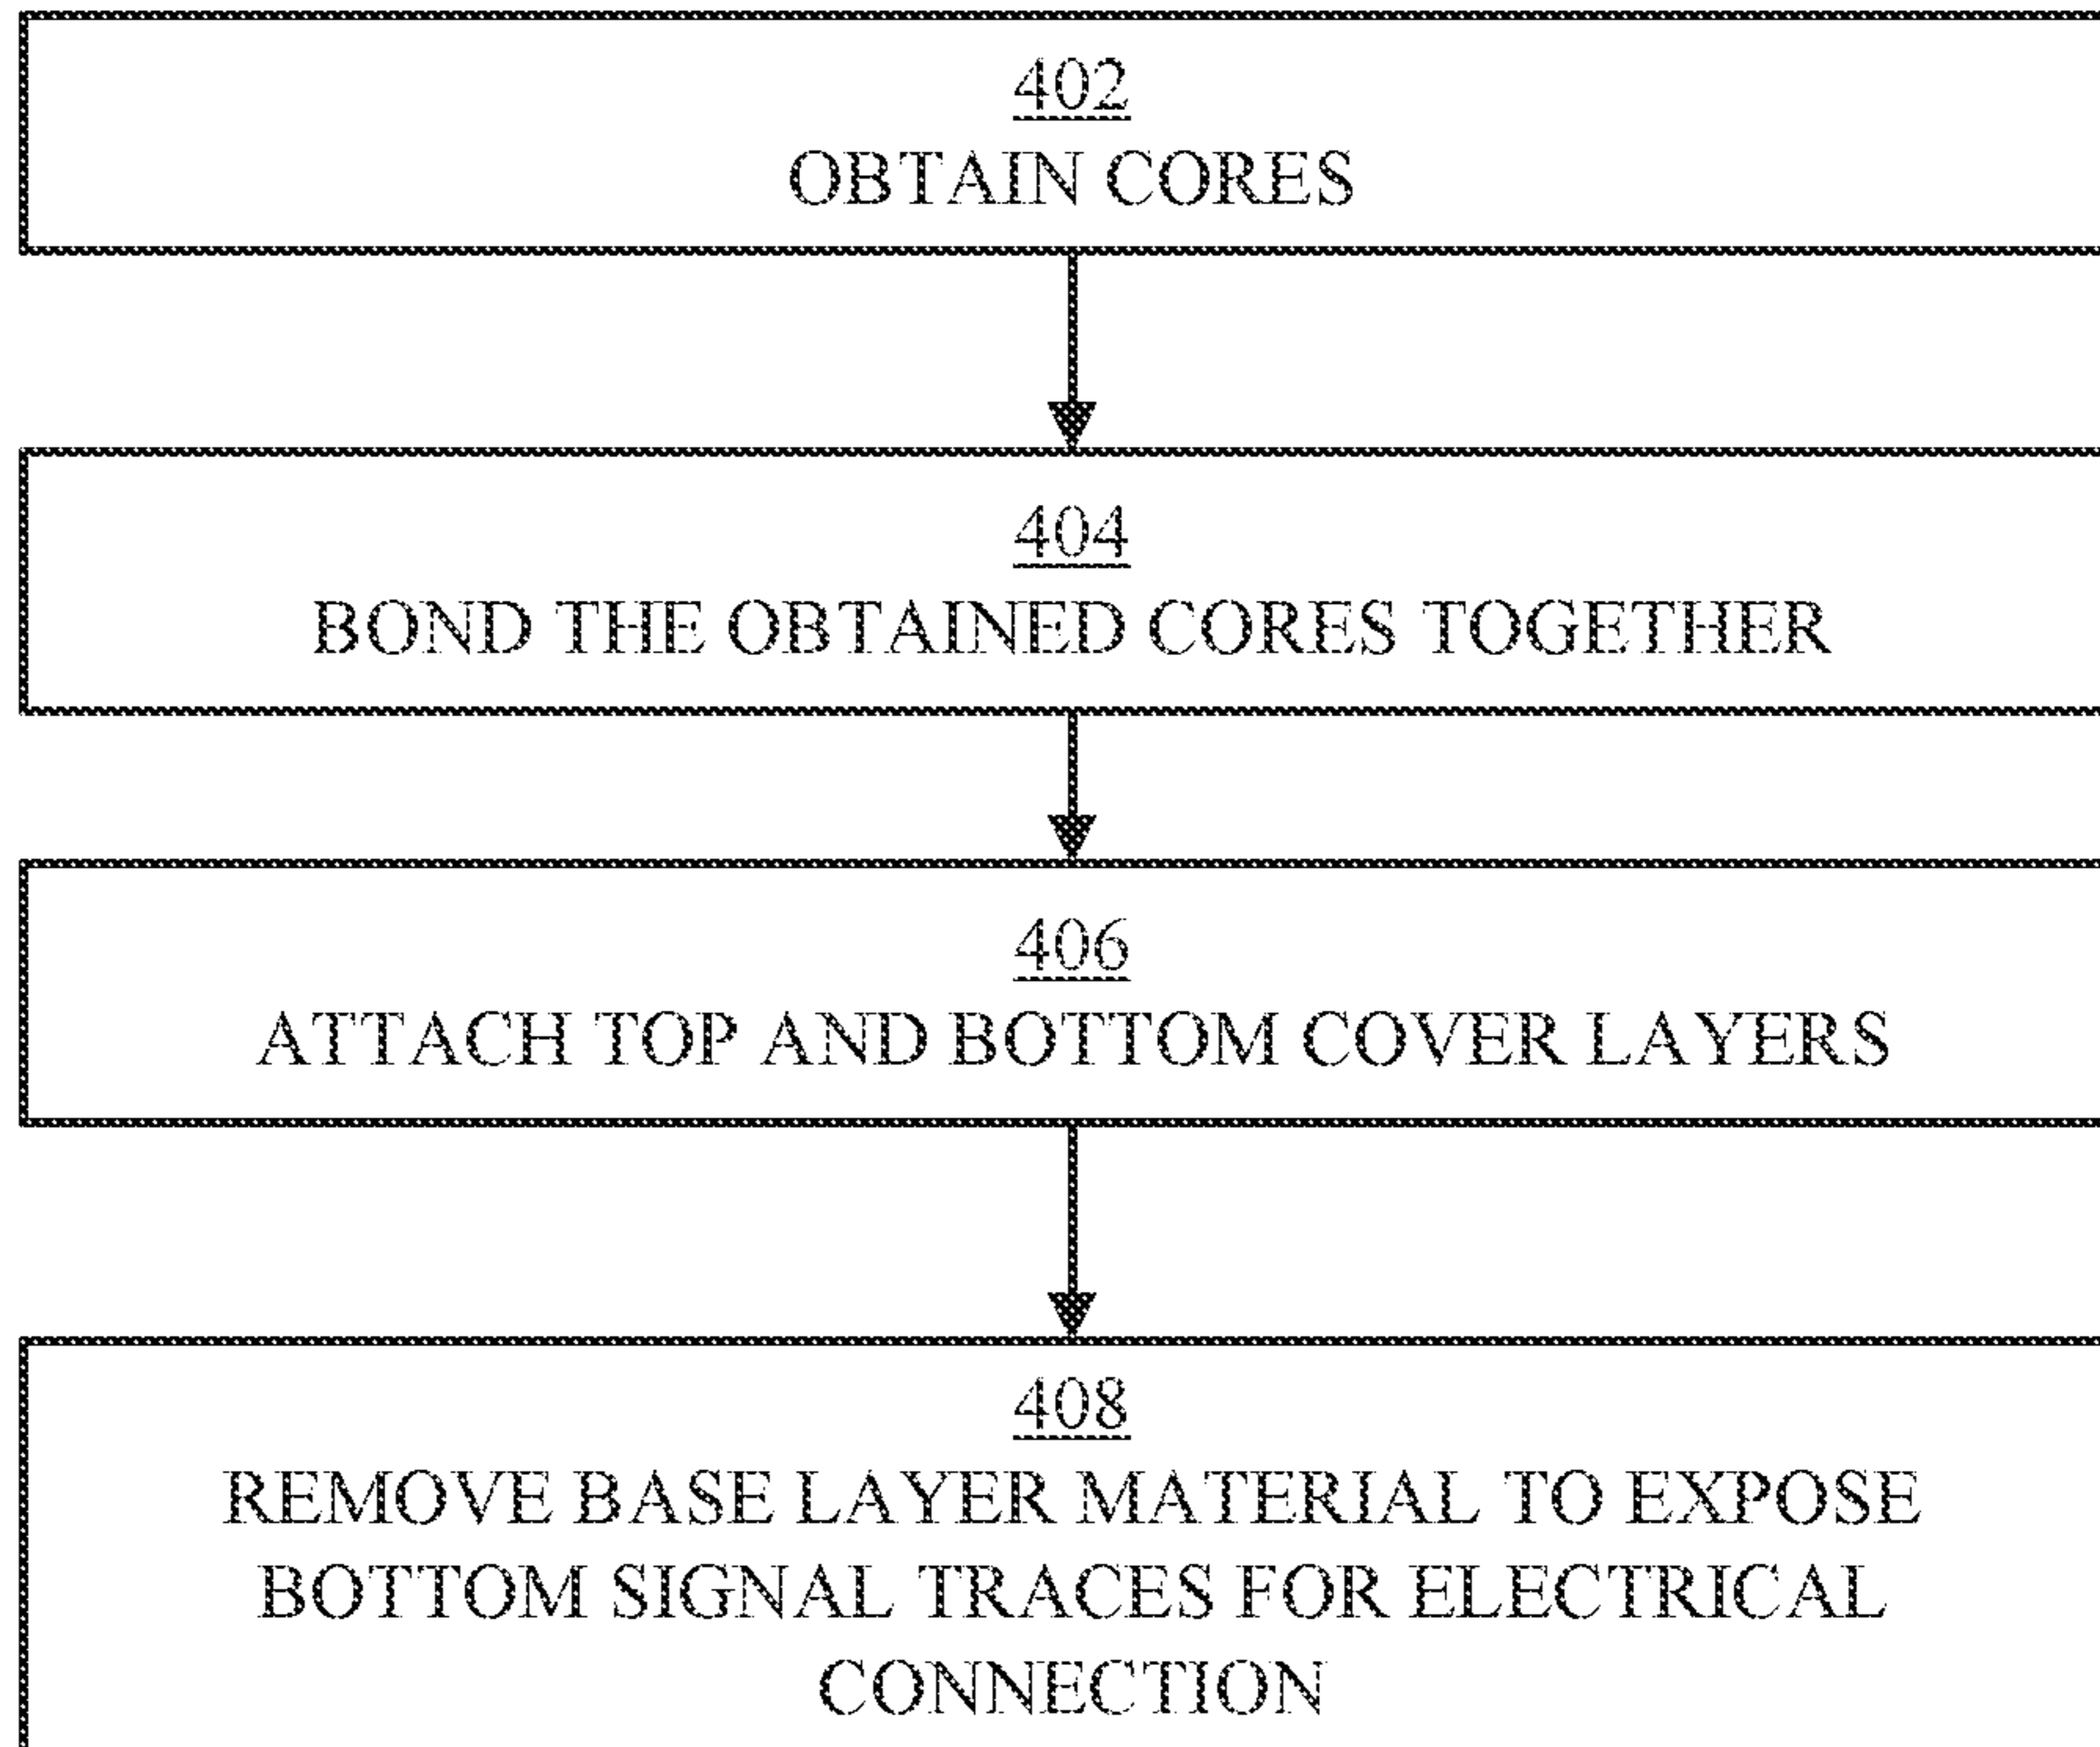 402
OBTAIN CORES
404
BOND THE OBTAINED CORES TOGETHER
406
ATTACH TOP AND BOTTOM COVER LAYERS
408
REMOVE BASE LAYER MATERIAL TO EXPOSE
BOTTOM SIGNAL TRACES FOR ELECTRICAL
CONNECTION